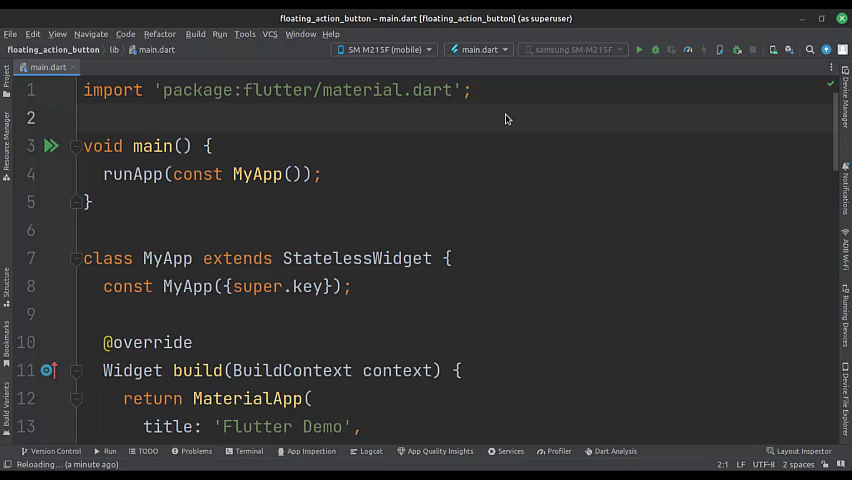 floating_action_button – main.dart [floating_action_button] (as superuser)
File Edit View Navigate Code Refactor Build Run Tools VCS Window Help
floating_action_button lib main.dart SM M215F (mobile) main.dart samsung SM-M215F
main.dart
Project
Resource Manager
Structure
Bookmarks
Build Variants
1 import 'package:flutter/material.dart';
2
3 void main() {
4 runApp(const MyApp());
5 }
6
7 class MyApp extends StatelessWidget {
8 const MyApp({super.key});
9
10 @override
11 Widget build(BuildContext context) {
12 return MaterialApp(
13 title: 'Flutter Demo',
Device Manager
Notifications
ADB Wi-Fi
Running Devices
Device File Explorer
Version Control Run TODO Problems Terminal App Inspection Logcat App Quality Insights Services Profiler Dart Analysis Layout Inspector
Reloading… (a minute ago) 2:1 LF UTF-8 2 spaces